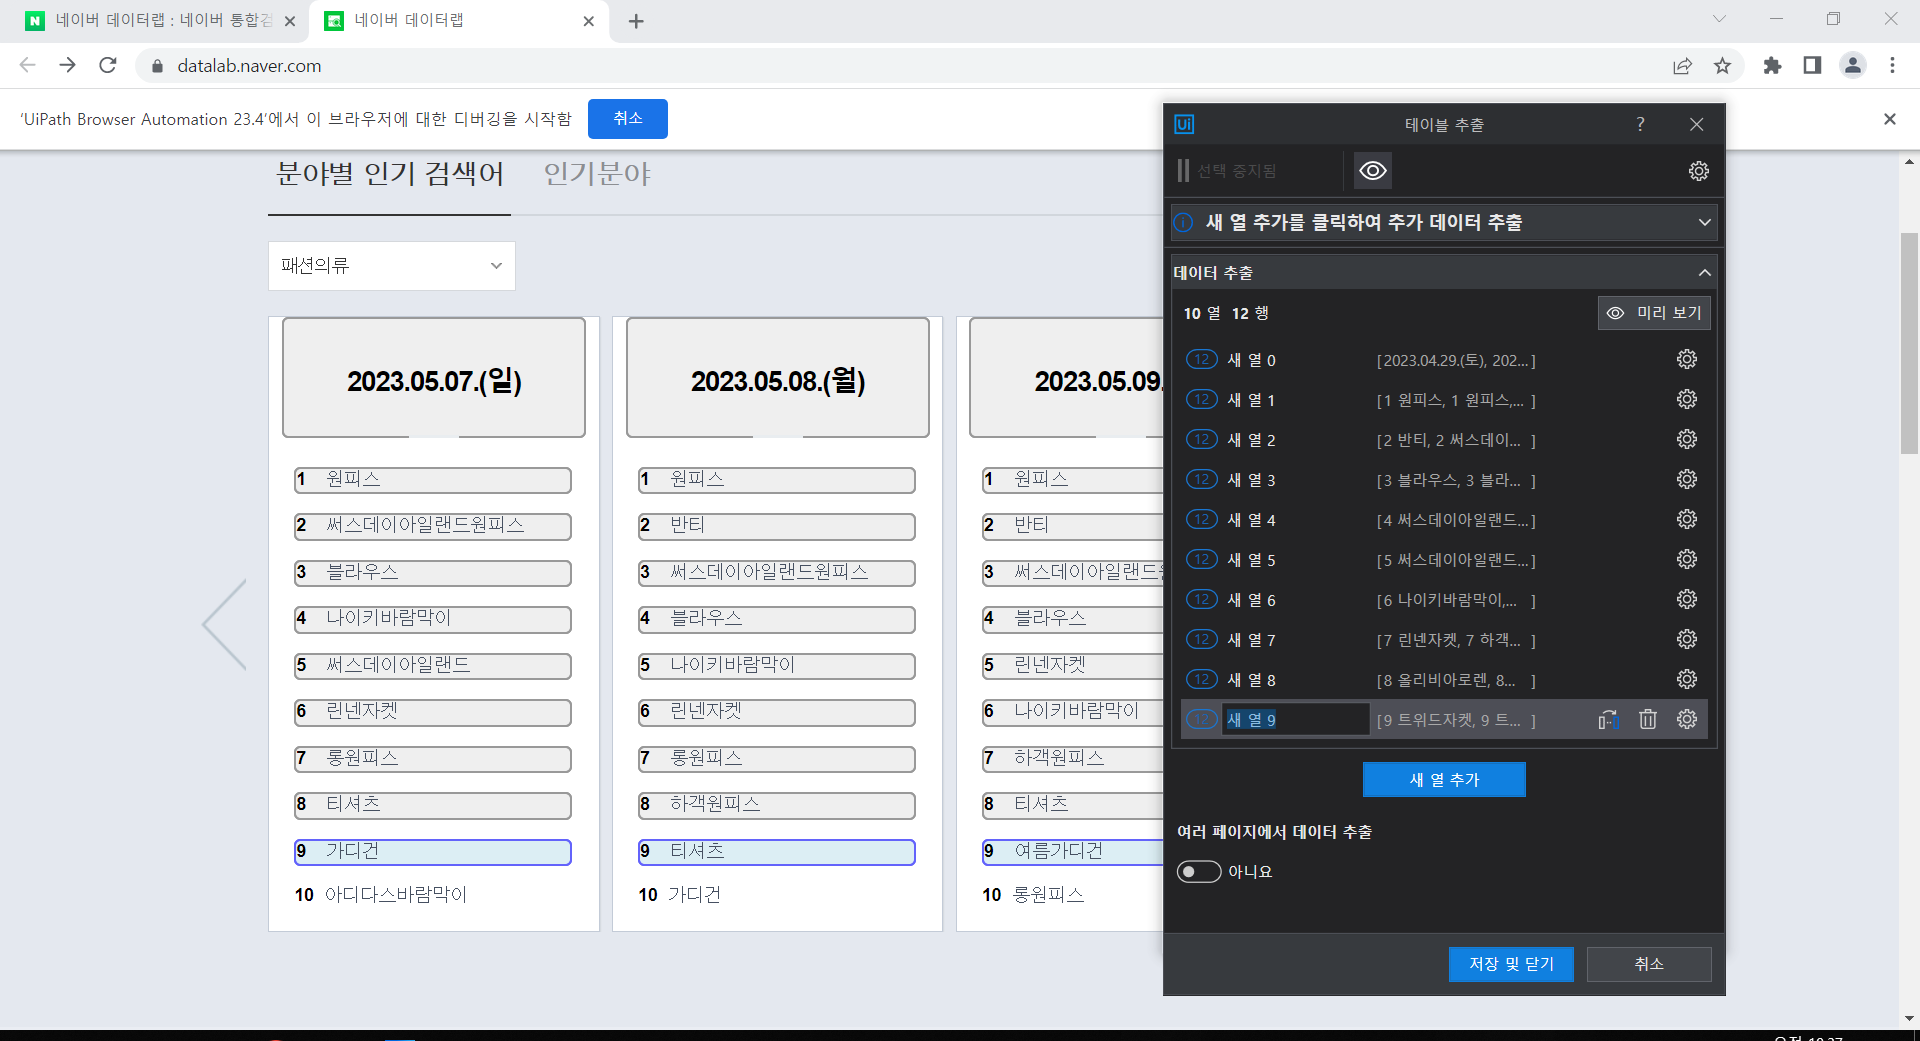 네이버 데이터랩 : 네이버 통합검
네이버 데이터랩
datalab.naver.com
'UiPath Browser Automation 23.4'에서 이 브라우저에 대한 디버깅을 시작함
취소
분야별 인기 검색어
인기분야
패션의류
2023.05.07.(일)
1 원피스
2 써스데이아일랜드원피스
3 블라우스
4 나이키바람막이
5 써스데이아일랜드
6 린넨자켓
7 롱원피스
8 티셔츠
9 가디건
10 아디다스바람막이
2023.05.08.(월)
1 원피스
2 반티
3 써스데이아일랜드원피스
4 블라우스
5 나이키바람막이
6 린넨자켓
7 롱원피스
8 하객원피스
9 티셔츠
10 가디건
2023.05.09.
1 원피스
2 반티
3 써스데이아일랜드
4 블라우스
5 린넨자켓
6 나이키바람막이
7 하객원피스
8 티셔츠
9 여름가디건
10 롱원피스
Ui 테이블 추출 ?
선택 중지됨
새 열 추가를 클릭하여 추가 데이터 추출
데이터 추출
10 열 12 행
미리 보기
12 새 열 0 [2023.04.29.(토), 202... ]
12 새 열 1 [1 원피스, 1 원피스,... ]
12 새 열 2 [2 반티, 2 써스데이... ]
12 새 열 3 [3 블라우스, 3 블라... ]
12 새 열 4 [4 써스데이아일랜드... ]
12 새 열 5 [5 써스데이아일랜드... ]
12 새 열 6 [6 나이키바람막이,... ]
12 새 열 7 [7 린넨자켓, 7 하객... ]
12 새 열 8 [8 올리비아로렌, 8... ]
12 새 열 9 [9 트위드자켓, 9 트... ]
새 열 추가
여러 페이지에서 데이터 추출
아니요
저장 및 닫기
취소